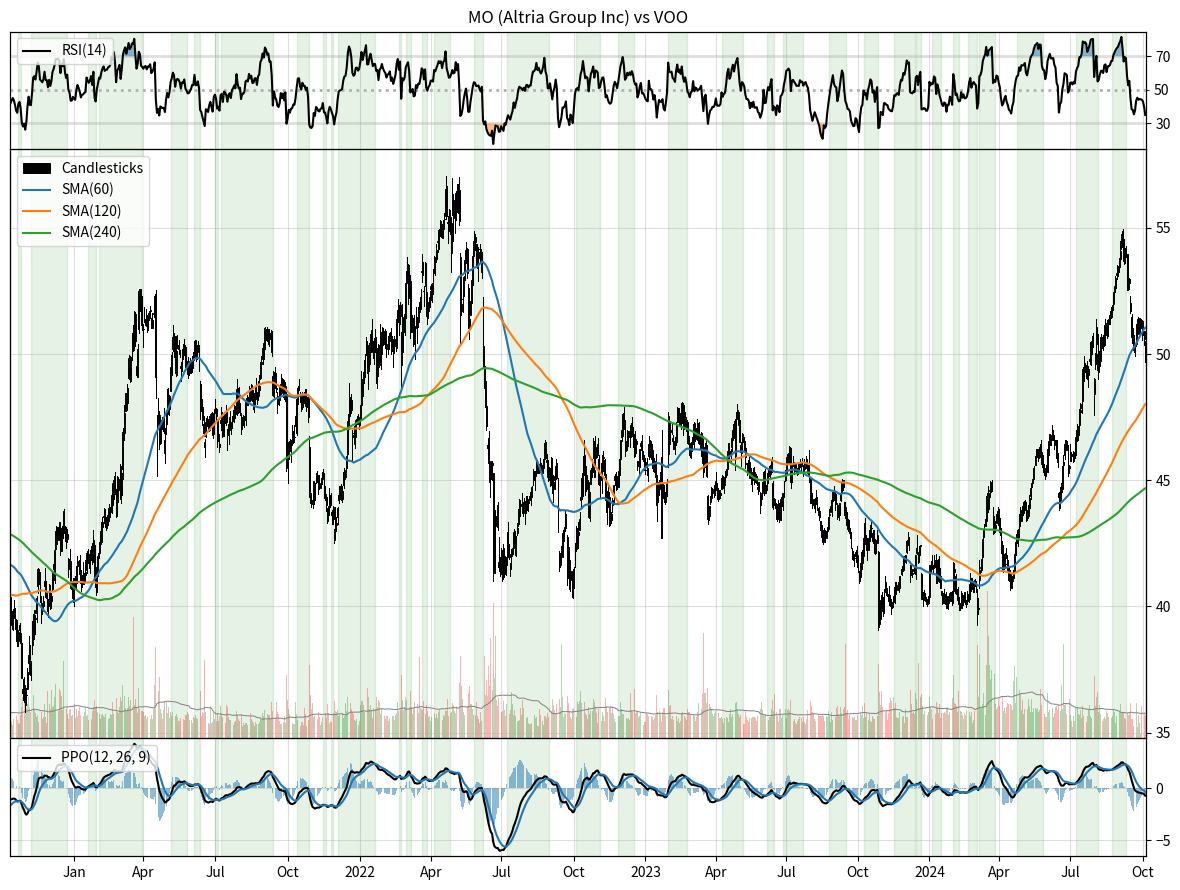 MO (Altria Group Inc) vs VOO
RSI(14)
70
50
30
Candlesticks
SMA(60)
SMA(120)
SMA(240)
55
50
45
40
35
PPO(12, 26, 9)
0
−5
Jan Apr Jul Oct 2022 Apr Jul Oct 2023 Apr Jul Oct 2024 Apr Jul Oct